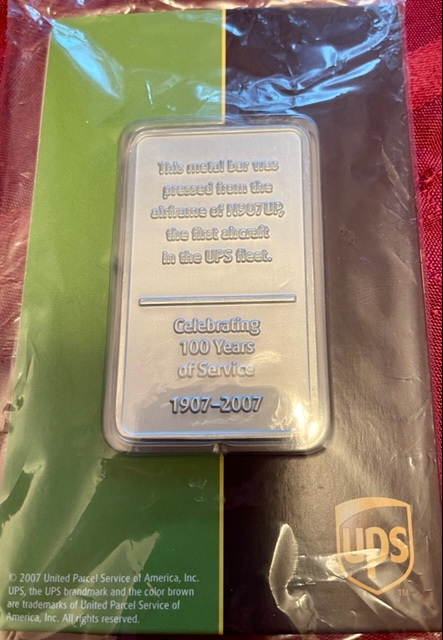 This metal bar was
pressed from the
airframe of N907UP,
the first aircraft
in the UPS fleet.
Celebrating
100 Years
of Service
1907–2007
ups
TM
© 2007 United Parcel Service of America, Inc.
UPS, the UPS brandmark and the color brown
are trademarks of United Parcel Service of
America, Inc. All rights reserved.